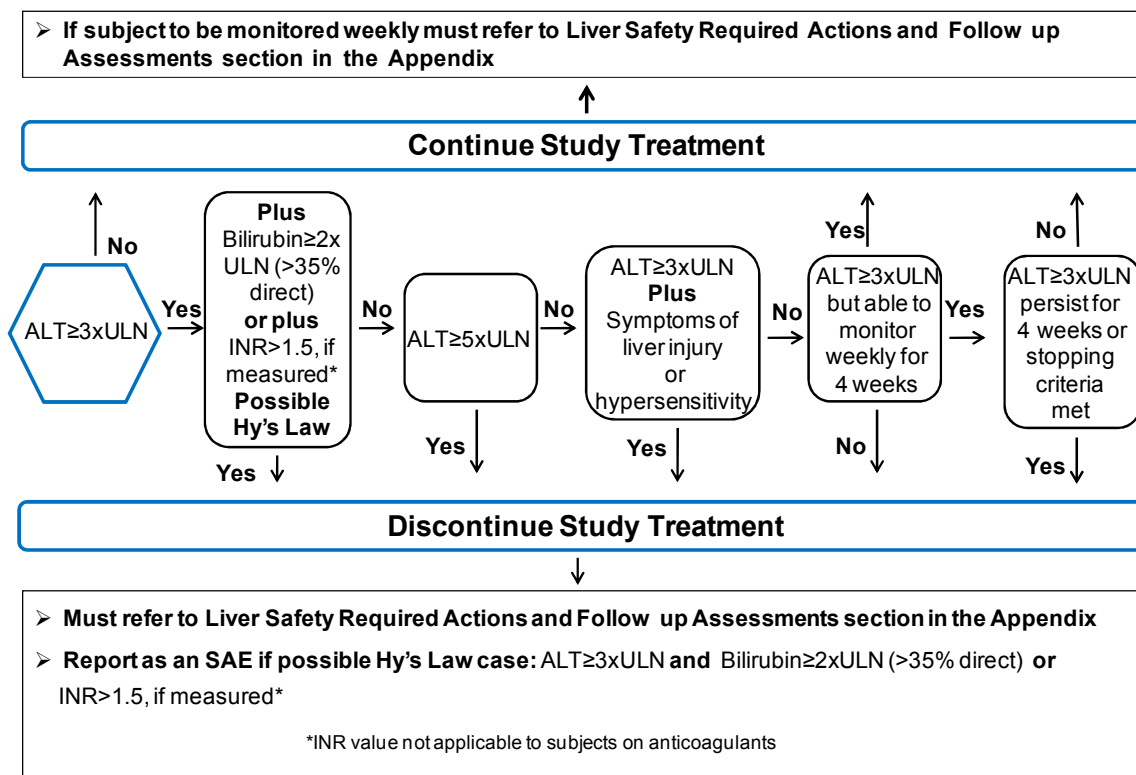 ➢ If subject to be monitored weekly must refer to Liver Safety Required Actions and Follow up
Assessments section in the Appendix
Continue Study Treatment
No
ALT≥3xULN
Yes
Plus
Bilirubin≥2x
ULN (>35%
direct)
or plus
INR>1.5, if
measured*
Possible
Hy's Law
Yes
No
ALT≥5xULN
Yes
No
ALT≥3xULN
Plus
Symptoms of
liver injury
or
hypersensitivity
Yes
No
Yes
ALT≥3xULN
but able to
monitor
weekly for
4 weeks
No
Yes
No
ALT≥3xULN
persist for
4 weeks or
stopping
criteria
met
Yes
Discontinue Study Treatment
➢ Must refer to Liver Safety Required Actions and Follow up Assessments section in the Appendix
➢ Report as an SAE if possible Hy's Law case: ALT≥3xULN and Bilirubin≥2xULN (>35% direct) or
INR>1.5, if measured*
*INR value not applicable to subjects on anticoagulants